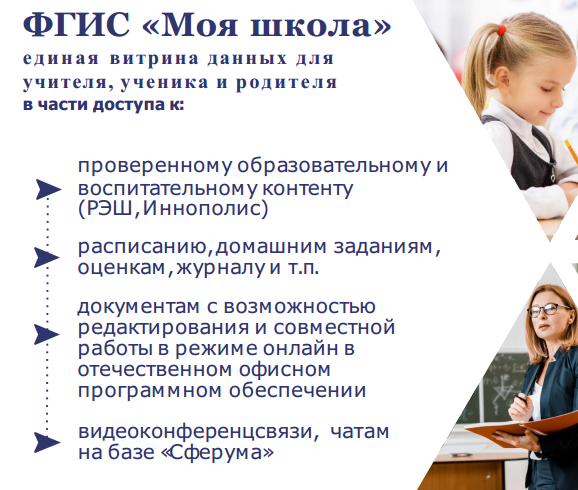 ФГИС «Моя школа»
единая витрина данных для
учителя, ученика и родителя
в части доступа к:
проверенному образовательному и
воспитательному контенту
(РЭШ, Иннополис)
расписанию, домашним заданиям,
оценкам, журналу и т.п.
документам с возможностью
редактирования и совместной
работы в режиме онлайн в
отечественном офисном
программном обеспечении
видеоконференцсвязи, чатам
на базе «Сферума»